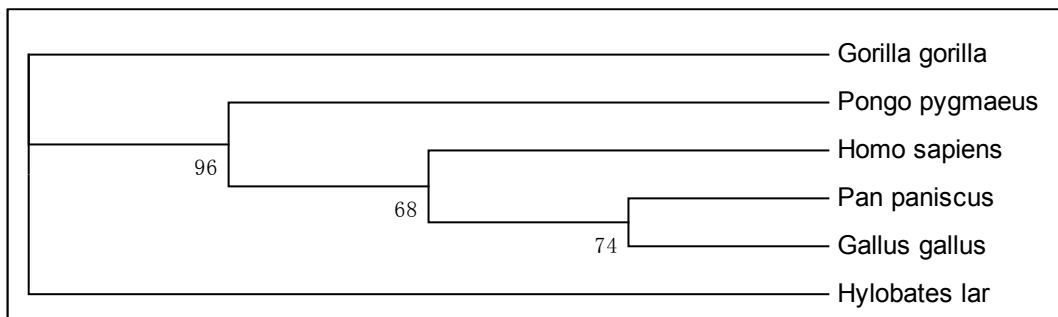 Gorilla gorilla
Pongo pygmaeus
96
Homo sapiens
68
Pan paniscus
74
Gallus gallus
Hylobates lar